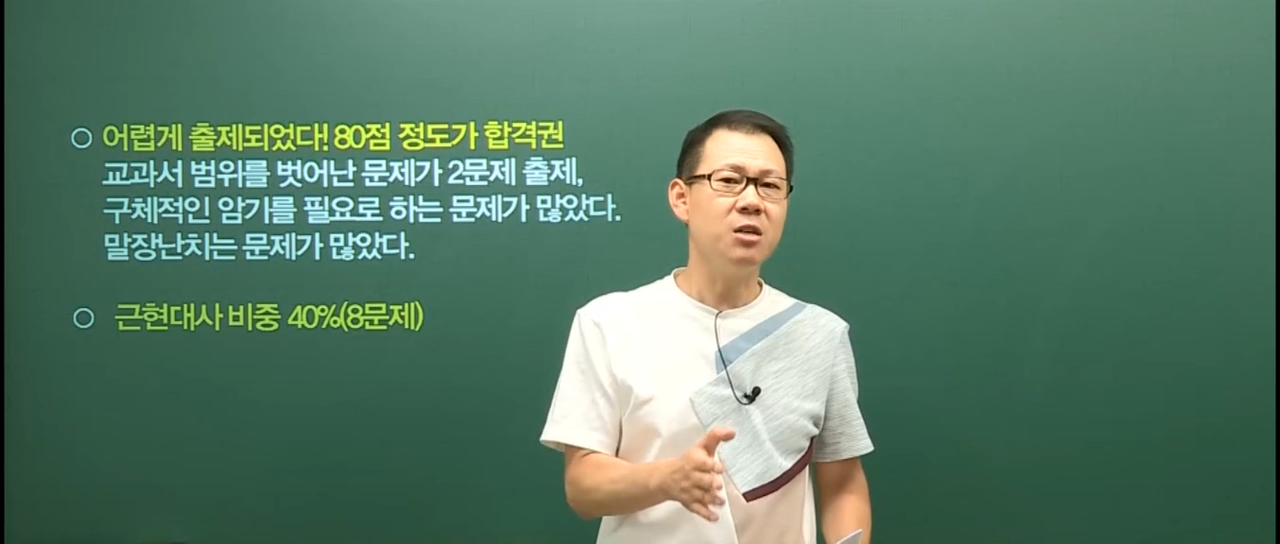 ○ 어렵게 출제되었다! 80점 정도가 합격권
교과서 범위를 벗어난 문제가 2문제 출제,
구체적인 암기를 필요로 하는 문제가 많았다.
말장난치는 문제가 많았다.
○ 근현대사 비중 40%(8문제)